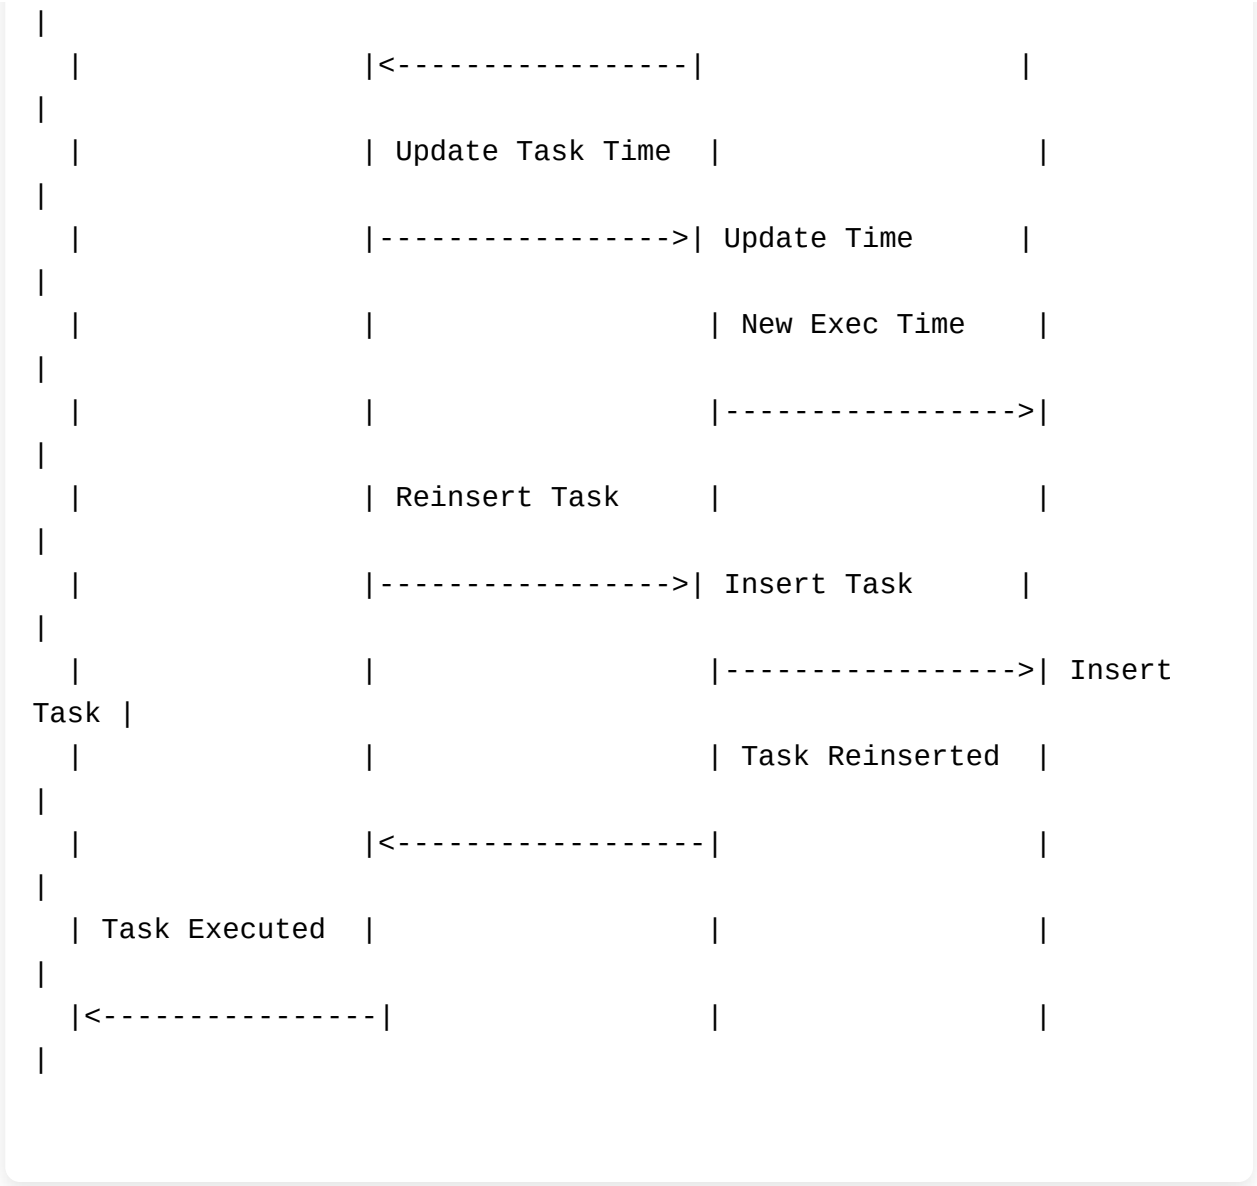 |
  |                |<-----------------|                  |
|
  |                | Update Task Time  |                  |
|
  |                |----------------->| Update Time      |
|
  |                |                   | New Exec Time    |
|
  |                |                   |----------------->|
|
  |                | Reinsert Task     |                  |
|
  |                |----------------->| Insert Task      |
|
  |                |                   |----------------->| Insert
Task |
  |                |                   | Task Reinserted  |
|
  |                |<------------------|                  |
|
  | Task Executed  |                   |                  |
|
  |<----------------|                  |                  |
|